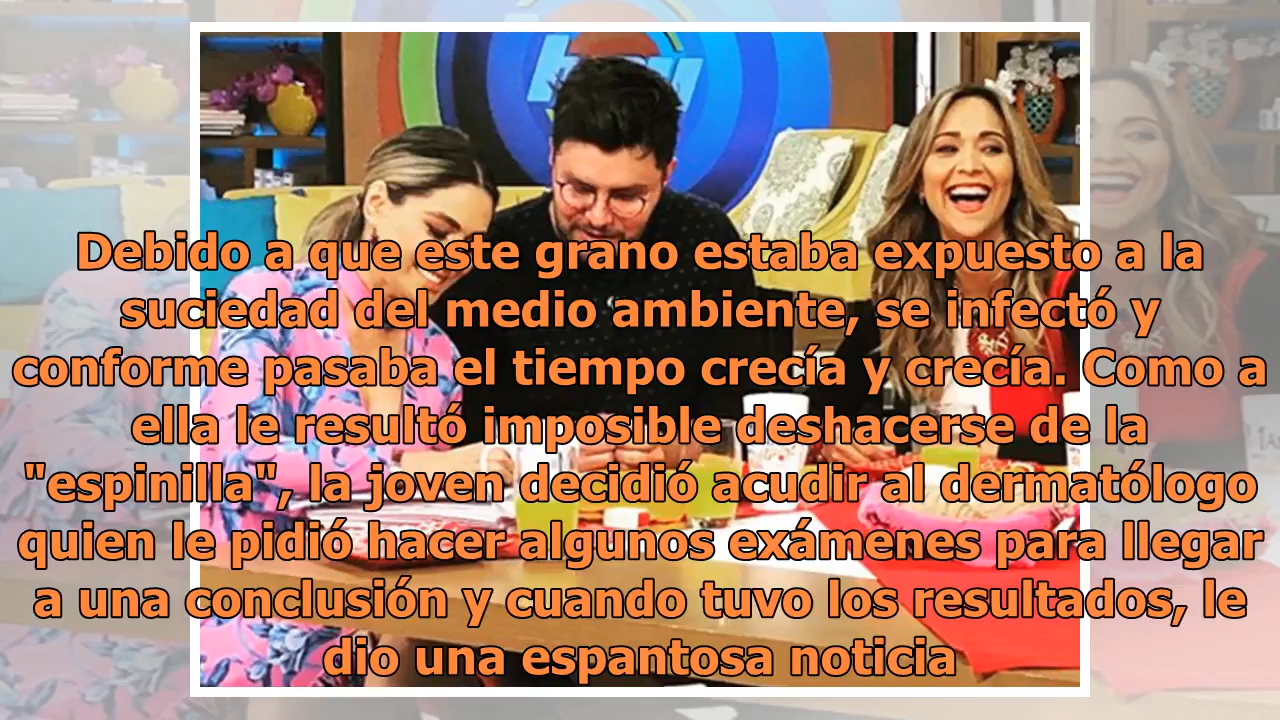 hoy
Debido a que este grano estaba expuesto a la
suciedad del medio ambiente, se infectó y
conforme pasaba el tiempo crecía y crecía. Como a
ella le resultó imposible deshacerse de la
"espinilla", la joven decidió acudir al dermatólogo
quien le pidió hacer algunos exámenes para llegar
a una conclusión y cuando tuvo los resultados, le
dio una espantosa noticia